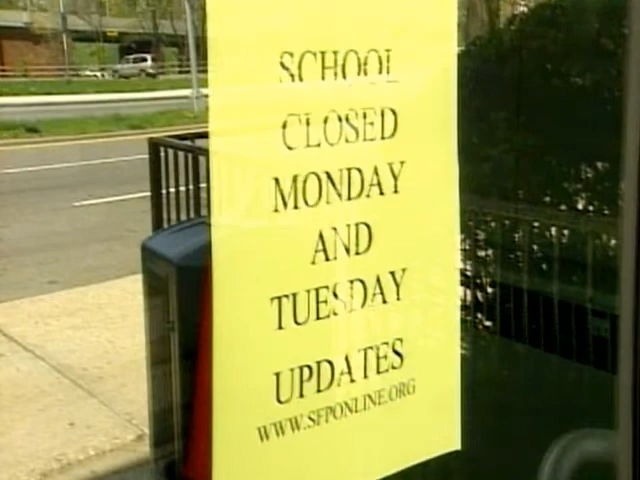 SCHOOL
CLOSED
MONDAY
AND
TUESDAY
UPDATES
WWW.SFPONLINE.ORG